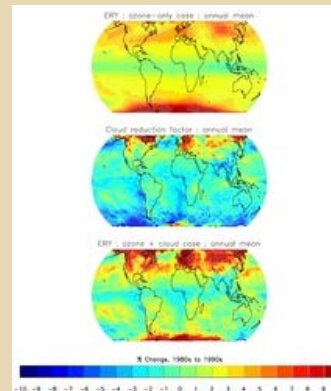 ERY : ozone-only case : annual mean
Cloud reduction factor : annual mean
ERY : ozone + cloud case : annual mean
% Change, 1980s to 1990s
-10 -9 -8 -7 -6 -5 -4 -3 -2 -1 0 1 2 3 4 5 6 7 8 9